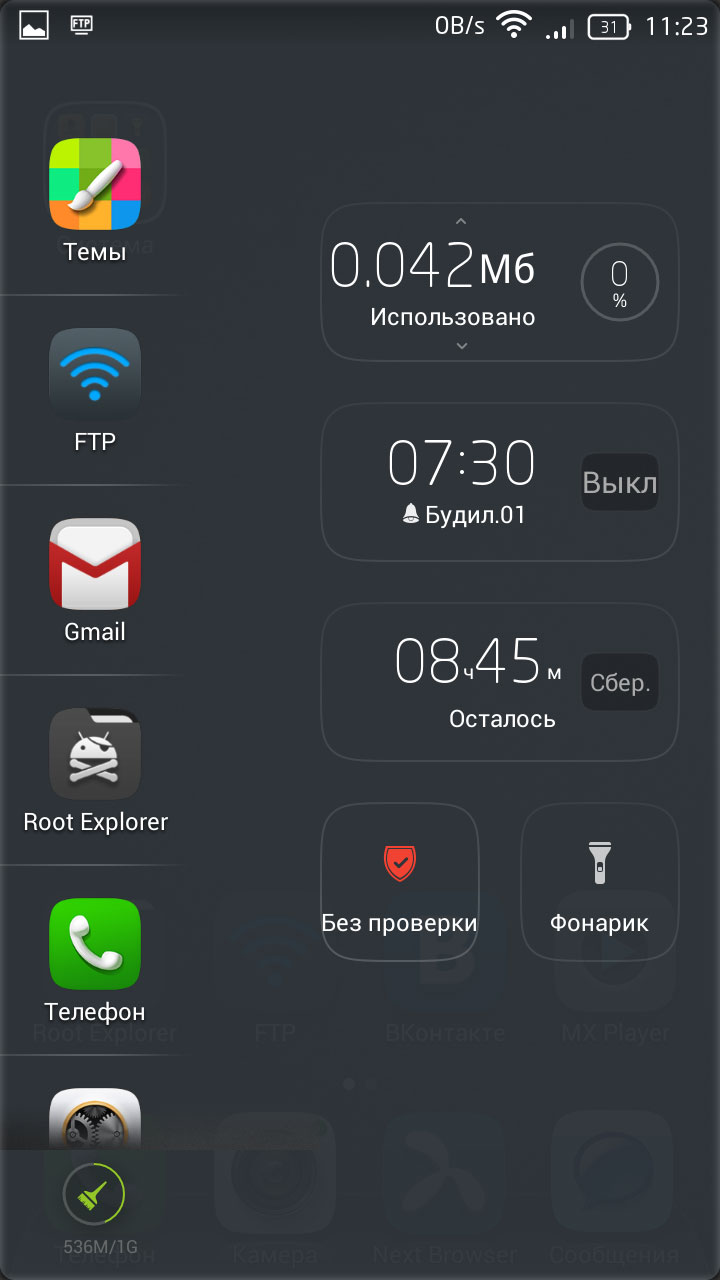 FTP 0B/s 31 11:23
Темы
FTP
Gmail
Root Explorer
Телефон
536M/1G
0.042Мб
Использовано
0
%
07:30
Будил.01
Выкл
08ч45м
Осталось
Сбер.
Без проверки
Фонарик
Root Explorer
FTP
ВКонтакте
MX Player
Телефон
Камера
Next Browser
Сообщения